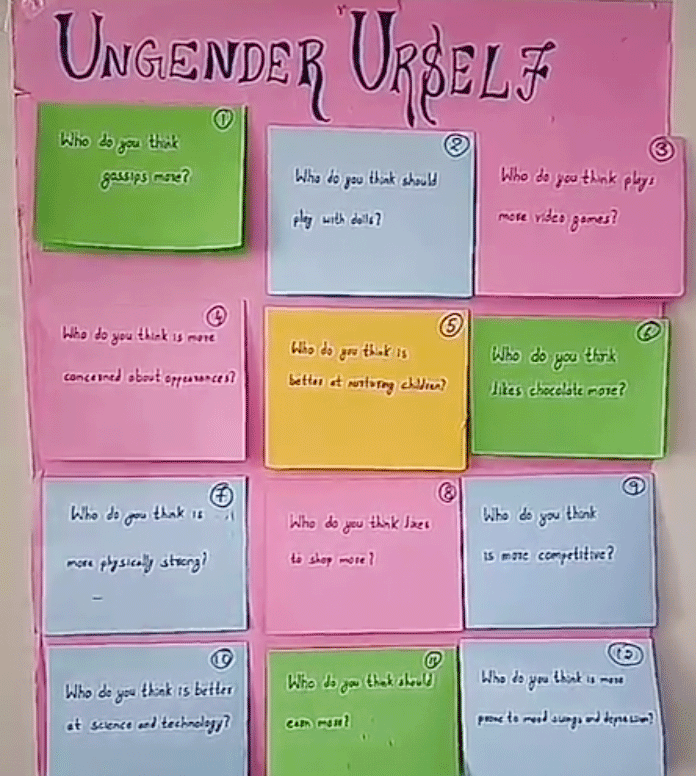 UNGENDER URSELF
①
Who do you think
gossips more?
②
Who do you think should
play with dolls?
③
Who do you think plays
more video games?
④
Who do you think is more
concerned about appearances?
⑤
Who do you think is
better at nurturing children?
⑥
Who do you think
likes chocolate more?
⑦
Who do you think is
more physically strong?
⑧
Who do you think likes
to shop more?
⑨
Who do you think
is more competitive?
⑩
Who do you think is better
at science and technology?
⑪
Who do you think should
earn more?
⑫
Who do you think is more
prone to mood swings and depression?